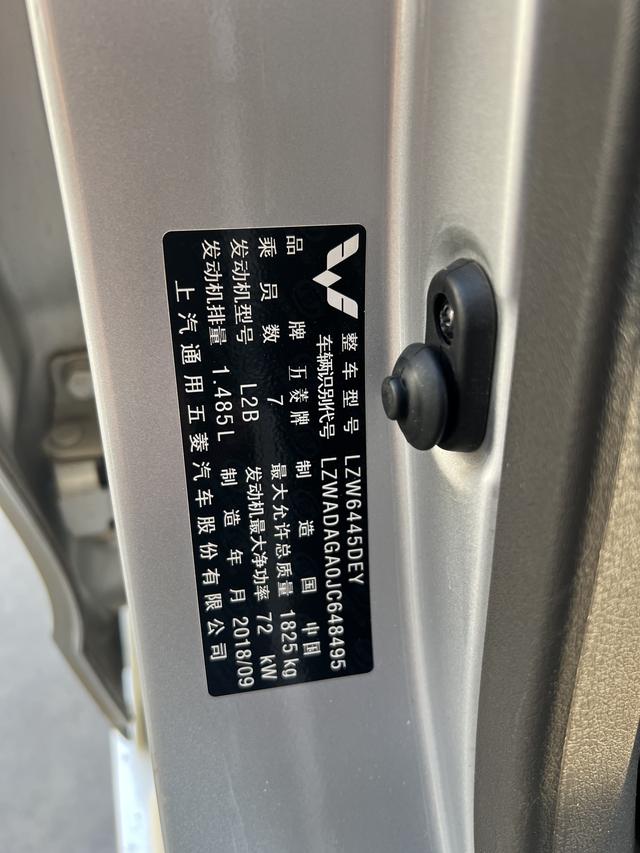 整车型号 LZW6445DEY
车辆识别代号 LZWADAGA0JC648495
品牌 五菱牌 制造国 中国
乘员数 7 最大允许总质量 1825 kg
发动机型号 L2B 发动机最大净功率 72 kW
发动机排量 1.485L 制造年月 2018/09
上汽通用五菱汽车股份有限公司